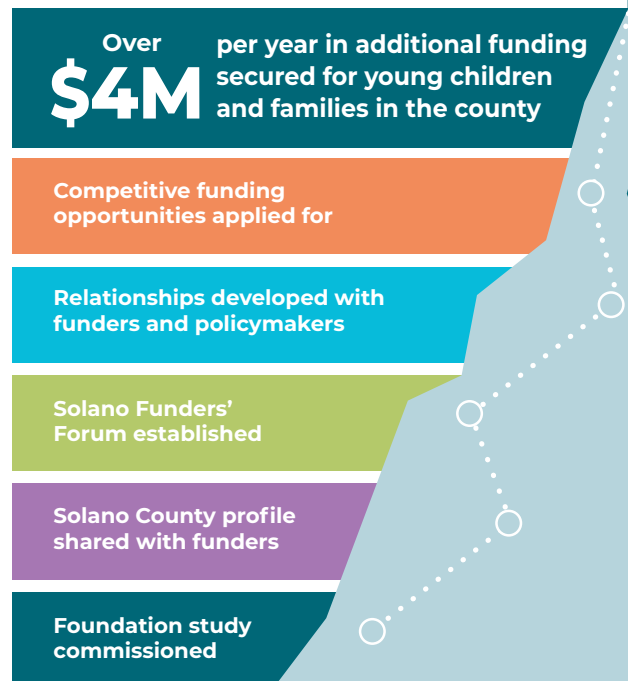 Over
$4M
per year in additional funding
secured for young children
and families in the county
Competitive funding
opportunities applied for
Relationships developed with
funders and policymakers
Solano Funders’
Forum established
Solano County profile
shared with funders
Foundation study
commissioned